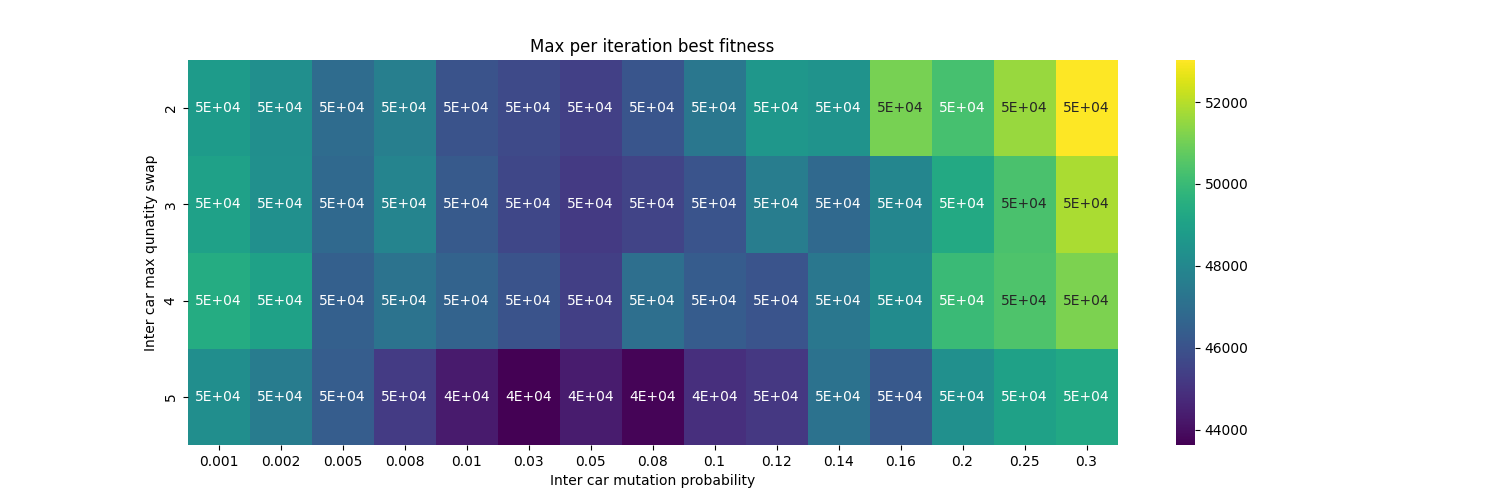 Max per iteration best fitness
2 5E+04 5E+04 5E+04 5E+04 5E+04 5E+04 5E+04 5E+04 5E+04 5E+04 5E+04 5E+04 5E+04 5E+04 5E+04
3 5E+04 5E+04 5E+04 5E+04 5E+04 5E+04 5E+04 5E+04 5E+04 5E+04 5E+04 5E+04 5E+04 5E+04 5E+04
4 5E+04 5E+04 5E+04 5E+04 5E+04 5E+04 5E+04 5E+04 5E+04 5E+04 5E+04 5E+04 5E+04 5E+04 5E+04
5 5E+04 5E+04 5E+04 5E+04 4E+04 4E+04 4E+04 4E+04 4E+04 5E+04 5E+04 5E+04 5E+04 5E+04 5E+04
Inter car max qunatity swap
0.001 0.002 0.005 0.008 0.01 0.03 0.05 0.08 0.1 0.12 0.14 0.16 0.2 0.25 0.3
Inter car mutation probability
52000
50000
48000
46000
44000